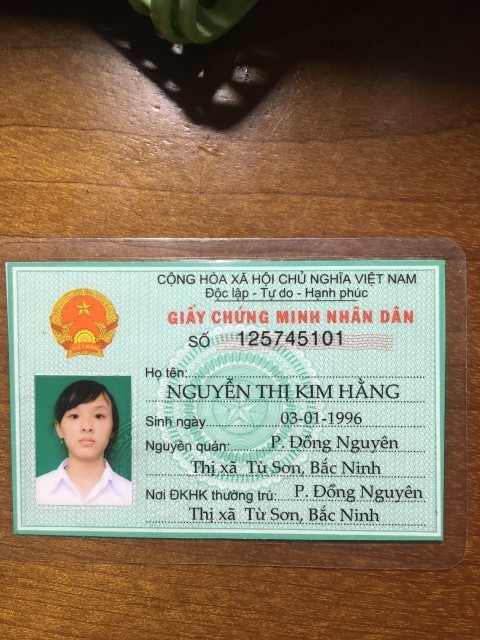 CỘNG HÒA XÃ HỘI CHỦ NGHĨA VIỆT NAM
Độc lập - Tự do - Hạnh phúc
GIẤY CHỨNG MINH NHÂN DÂN
SỐ 125745101
Họ tên:
NGUYỄN THỊ KIM HẰNG
Sinh ngày 03-01-1996
Nguyên quán: P. Đồng Nguyên
Thị xã Từ Sơn, Bắc Ninh
Nơi ĐKHK thường trú: P. Đồng Nguyên
Thị xã Từ Sơn, Bắc Ninh